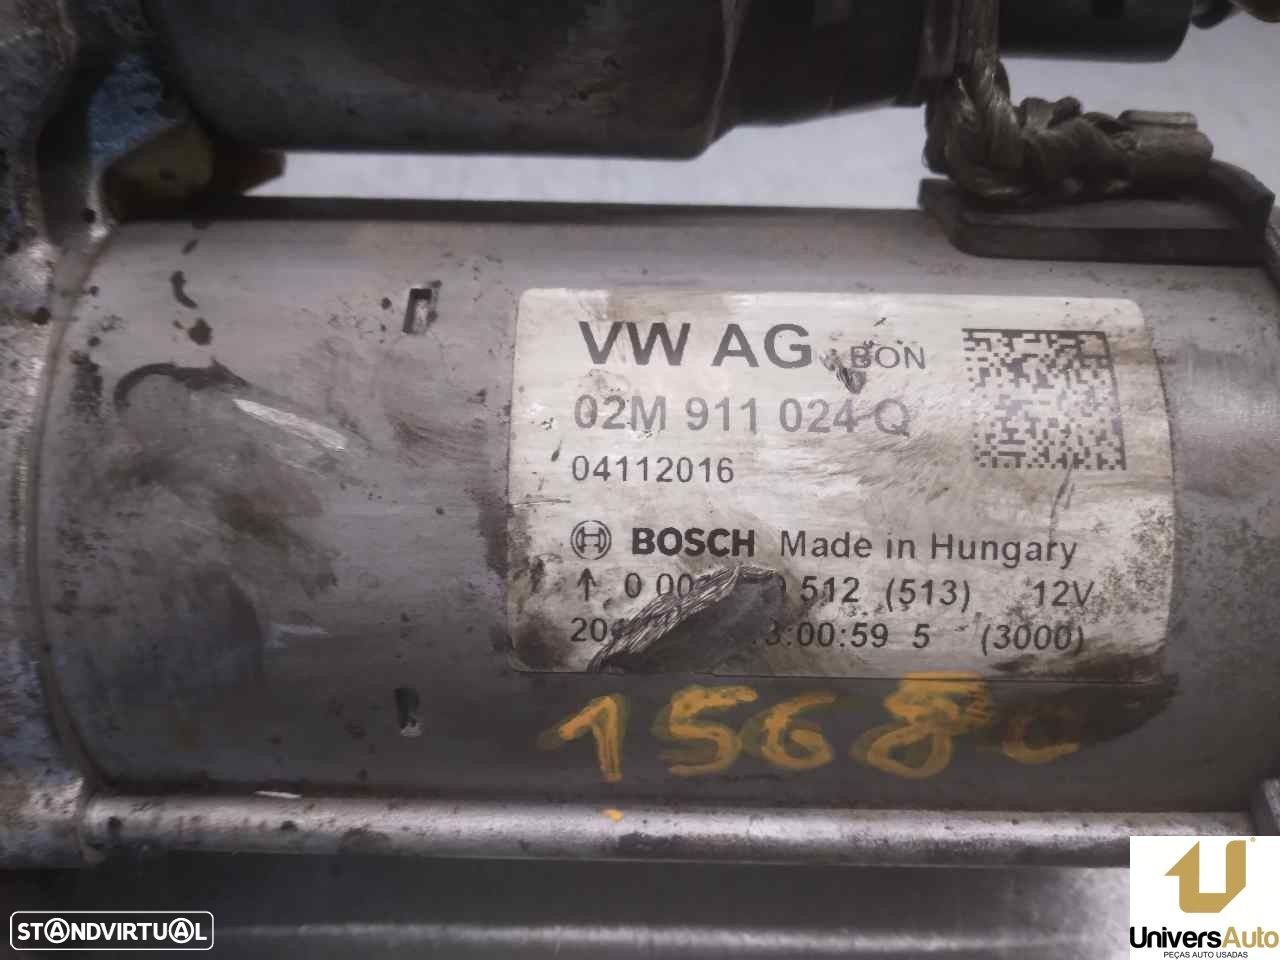 VW AG BON
02M 911 024 Q
04112016
BOSCH Made in Hungary
512 (513) 12V
:00:59 5 (3000)
1568
STANDVIRTUAL
UniversAuto
PEÇAS AUTO USADAS